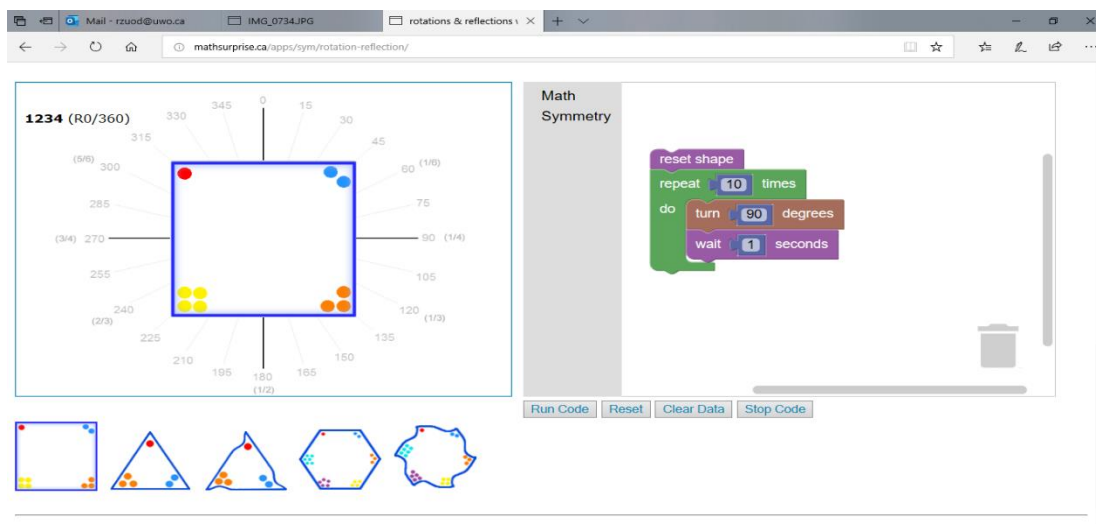 Mail - rzuod@uwo.ca
IMG_0734.JPG
rotations & reflections
mathsurprise.ca/apps/sym/rotation-reflection/
1234 (R0/360)
0
15
30
45
60 (1/6)
75
90 (1/4)
105
120 (1/3)
135
150
165
180
(1/2)
195
210
225
240
(2/3)
255
(3/4) 270
285
(5/6) 300
315
330
345
Math
Symmetry
reset shape
repeat 10 times
do turn 90 degrees
wait 1 seconds
Run Code Reset Clear Data Stop Code